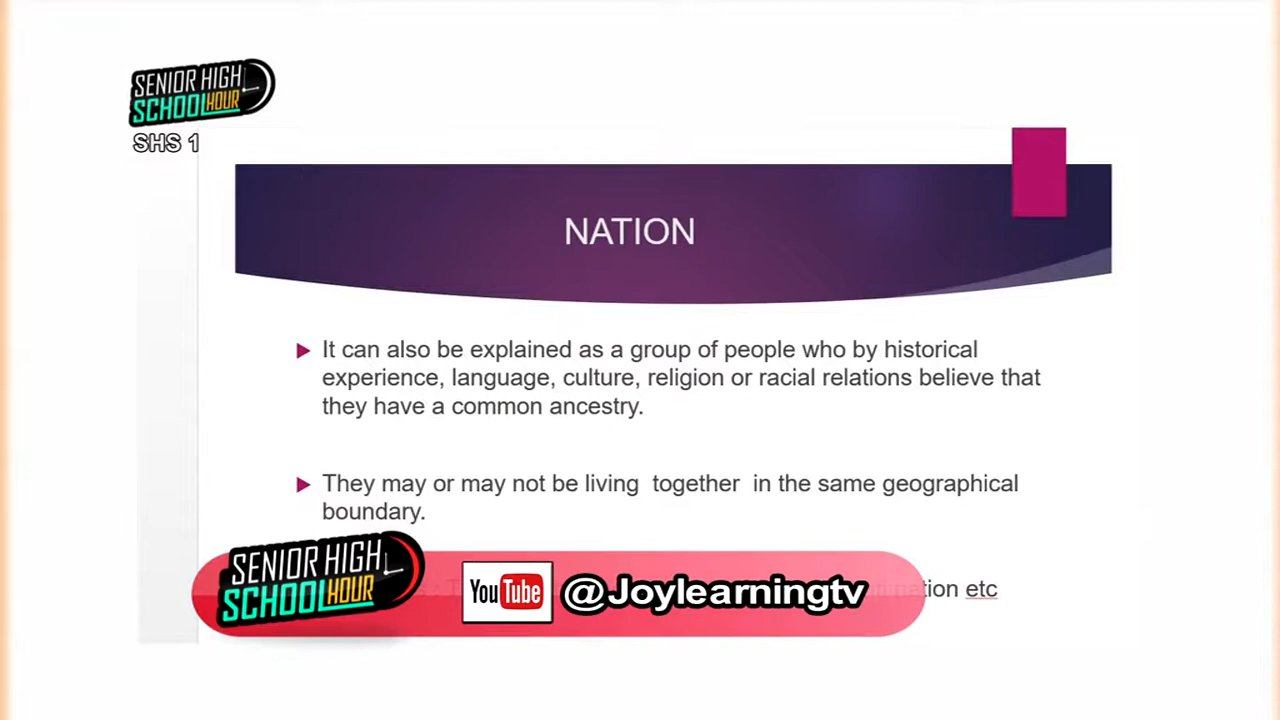 SENIOR HIGH
SCHOOL HOUR
SHS 1
NATION
It can also be explained as a group of people who by historical
experience, language, culture, religion or racial relations believe that
they have a common ancestry.
They may or may not be living together in the same geographical
boundary.
etc
SENIOR HIGH
SCHOOL HOUR
YouTube @Joylearningtv